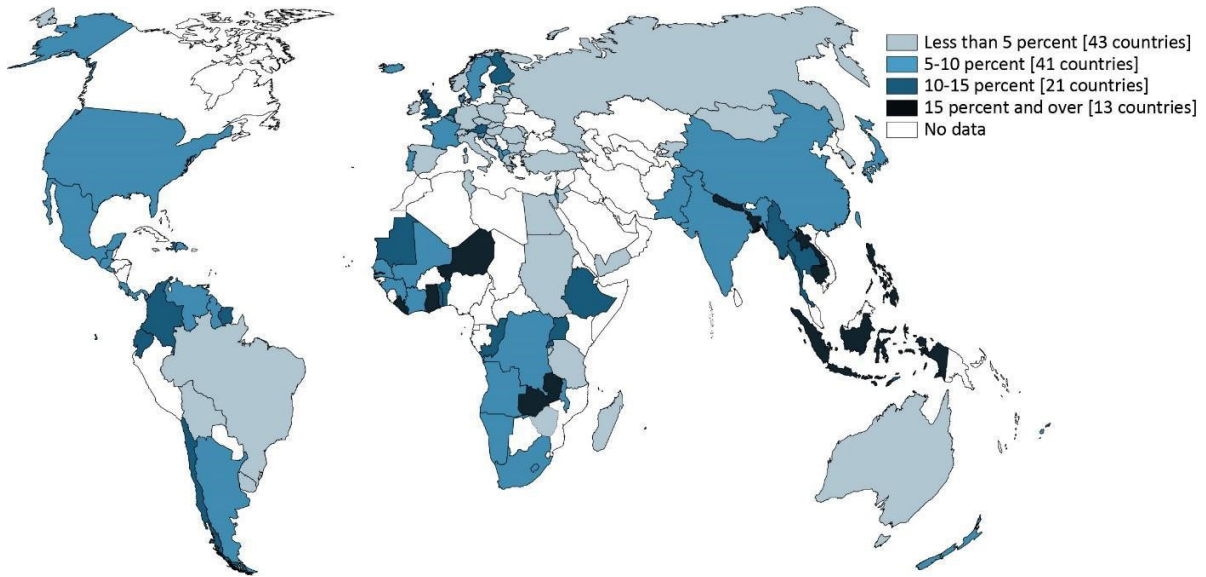 Less than 5 percent [43 countries]
5-10 percent [41 countries]
10-15 percent [21 countries]
15 percent and over [13 countries]
No data